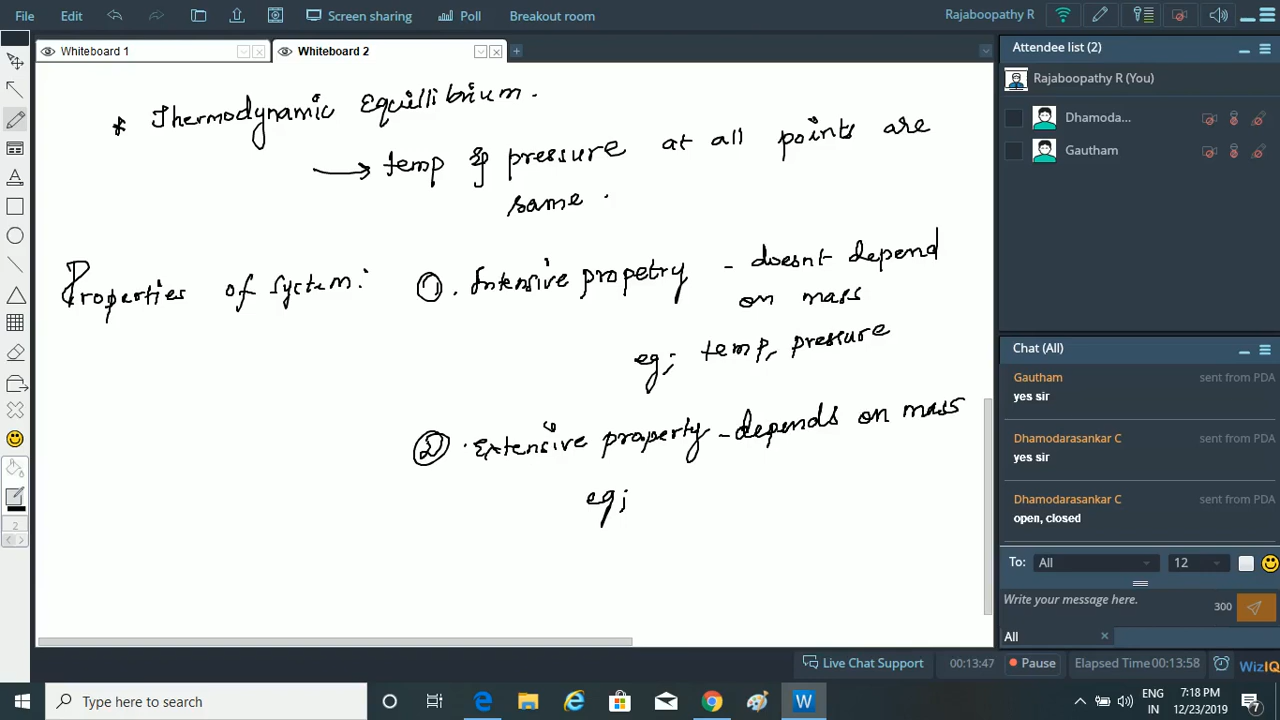 File Edit Screen sharing Poll Breakout room Rajaboopathy R
Whiteboard 1 Whiteboard 2
Attendee list (2)
Rajaboopathy R (You)
Dhamoda...
Gautham
* Thermodynamic Equillibrium.
→ temp & pressure at all points are
same.
Properties of System: ①. Intensive propetry - doesnt depend
on mass
eg; temp, pressure
②. Extensive property - depends on mass
eg;
Chat (All)
Gautham sent from PDA
yes sir
Dhamodarasankar C sent from PDA
yes sir
Dhamodarasankar C sent from PDA
open, closed
To: All 12
Write your message here. 300
All
2
Live Chat Support 00:13:47 Pause Elapsed Time 00:13:58 WizIQ
Type here to search
W
ENG 7:18 PM
IN 12/23/2019 7